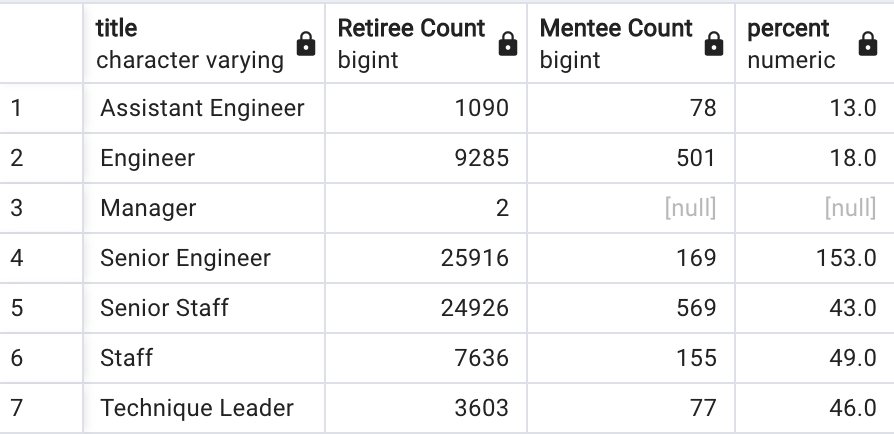 title Retiree Count Mentee Count percent
character varying bigint bigint numeric
1 Assistant Engineer 1090 78 13.0
2 Engineer 9285 501 18.0
3 Manager 2 [null] [null]
4 Senior Engineer 25916 169 153.0
5 Senior Staff 24926 569 43.0
6 Staff 7636 155 49.0
7 Technique Leader 3603 77 46.0